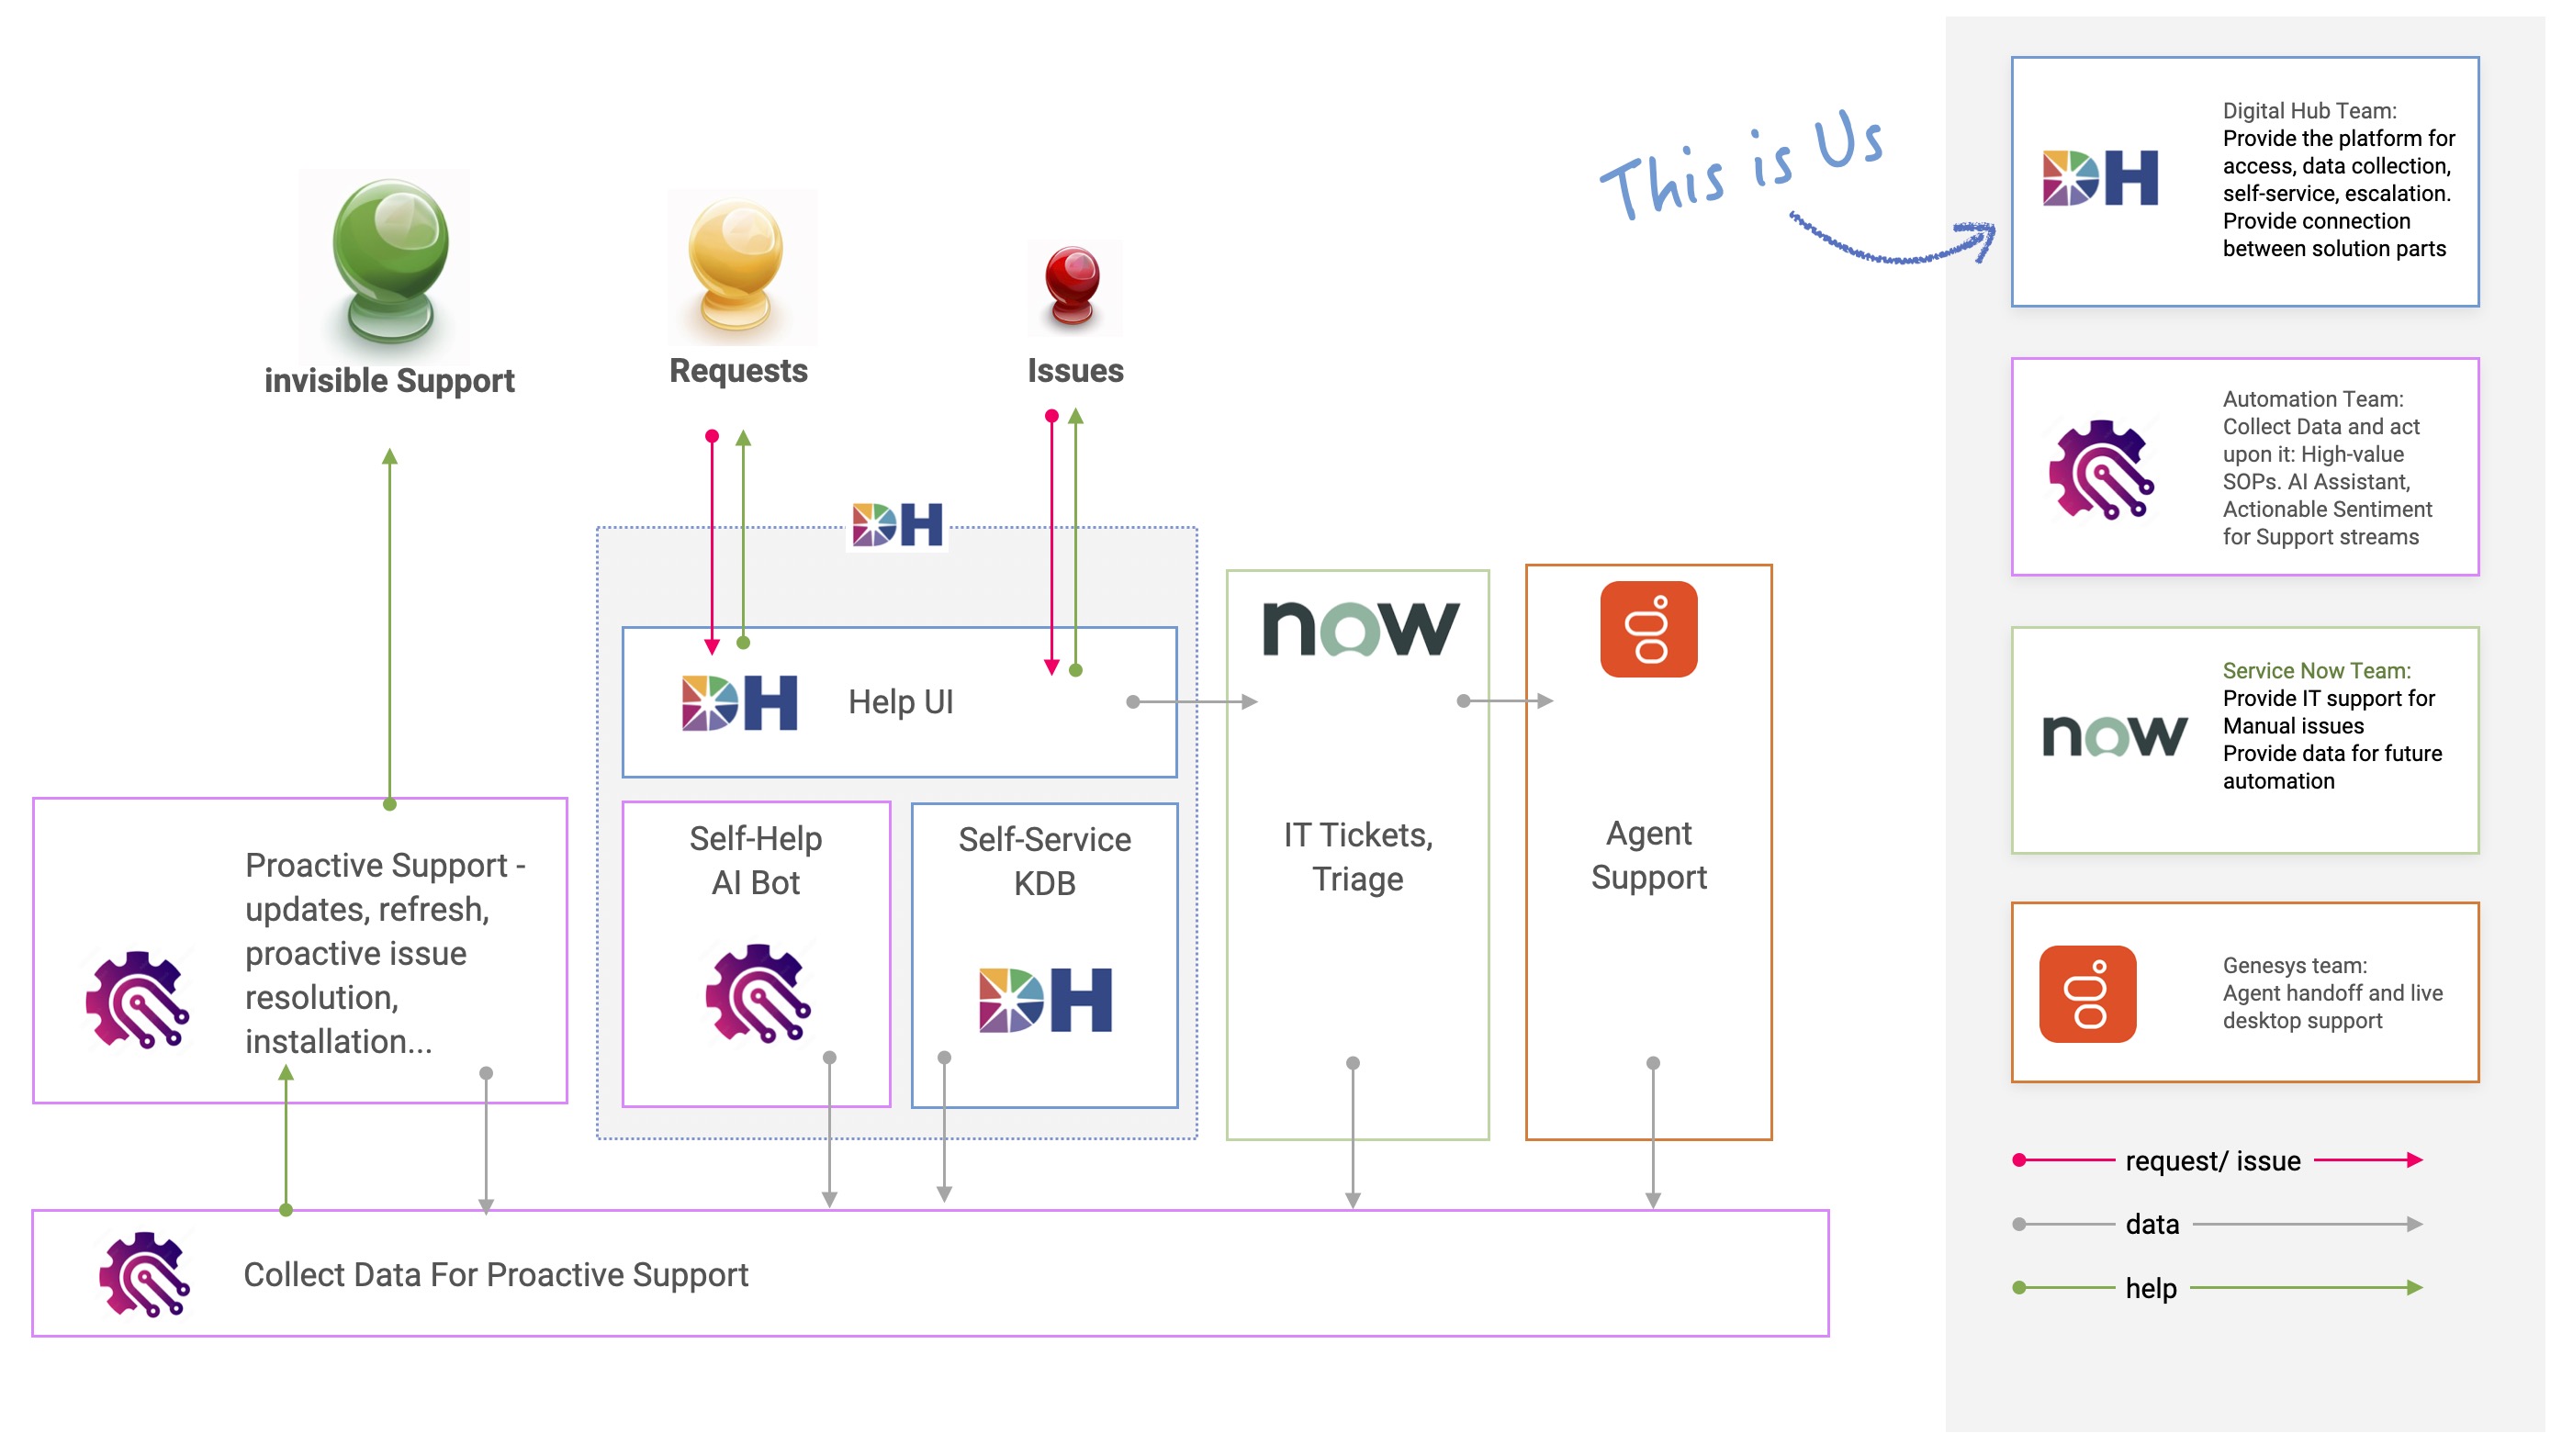 This is Us
invisible Support
Requests
Issues
DH
DH
Help UI
now
Proactive Support -
updates, refresh,
proactive issue
resolution,
installation...
Self-Help
AI Bot
Self-Service
KDB
DH
IT Tickets,
Triage
Agent
Support
Collect Data For Proactive Support
DH
Digital Hub Team:
Provide the platform for
access, data collection,
self-service, escalation.
Provide connection
between solution parts
Automation Team:
Collect Data and act
upon it: High-value
SOPs. AI Assistant,
Actionable Sentiment
for Support streams
now
Service Now Team:
Provide IT support for
Manual issues
Provide data for future
automation
Genesys team:
Agent handoff and live
desktop support
request/ issue
data
help